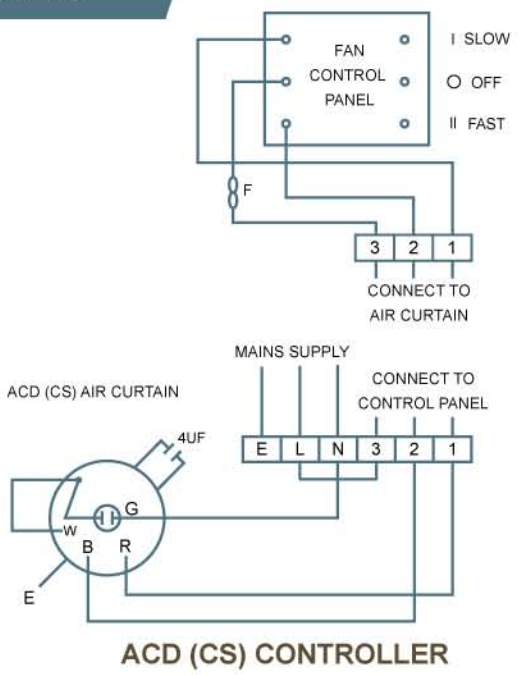 FAN
CONTROL
PANEL
I SLOW
O OFF
II FAST
F
3 2 1
CONNECT TO
AIR CURTAIN
MAINS SUPPLY
CONNECT TO
CONTROL PANEL
ACD (CS) AIR CURTAIN
4UF
E L N 3 2 1
G
W
B R
E
ACD (CS) CONTROLLER